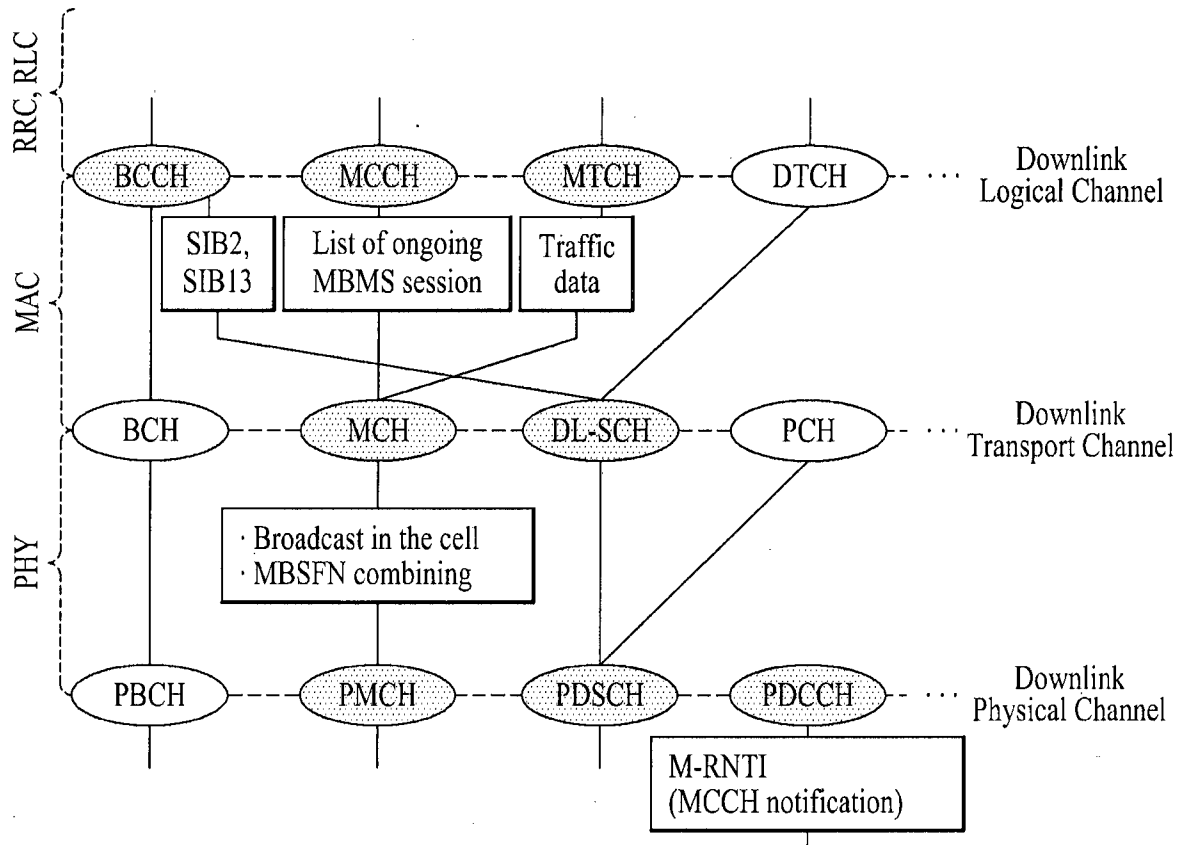 RRC, RLC
BCCH
MCCH
MTCH
DTCH
· · ·
Downlink
Logical Channel
SIB2,
SIB13
List of ongoing
MBMS session
Traffic
data
MAC
BCH
MCH
DL-SCH
PCH
· · ·
Downlink
Transport Channel
· Broadcast in the cell
· MBSFN combining
PHY
PBCH
PMCH
PDSCH
PDCCH
· · ·
Downlink
Physical Channel
M-RNTI
(MCCH notification)